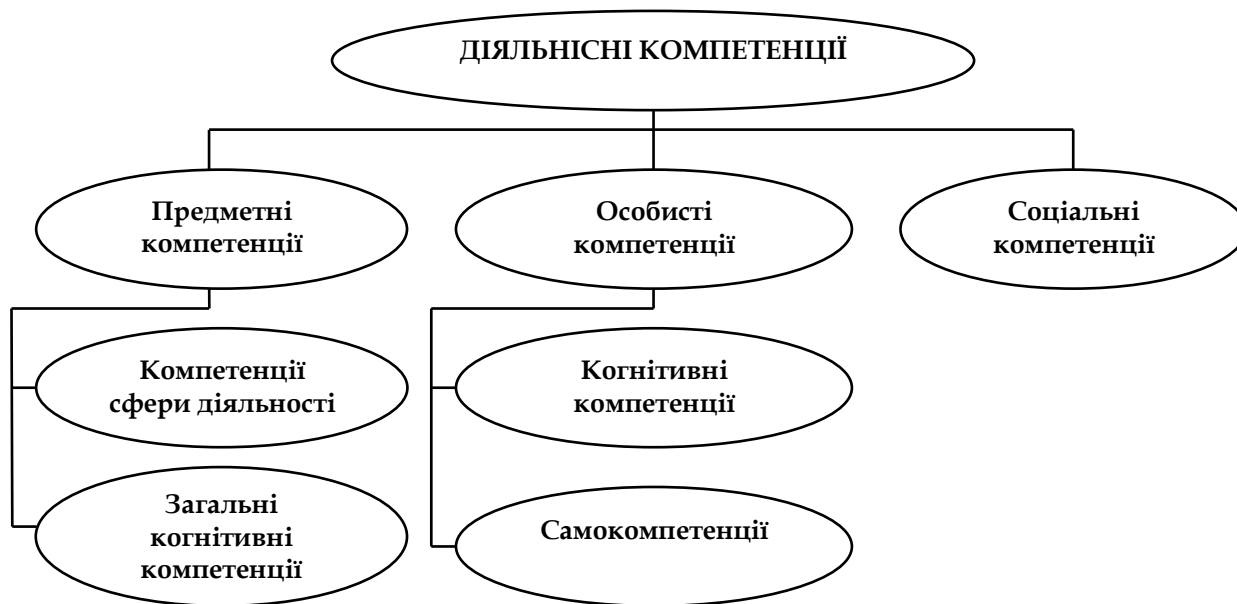 ДІЯЛЬНІСНІ КОМПЕТЕНЦІЇ
Предметні
компетенції
Особисті
компетенції
Соціальні
компетенції
Компетенції
сфери діяльності
Когнітивні
компетенції
Загальні
когнітивні
компетенції
Самокомпетенції